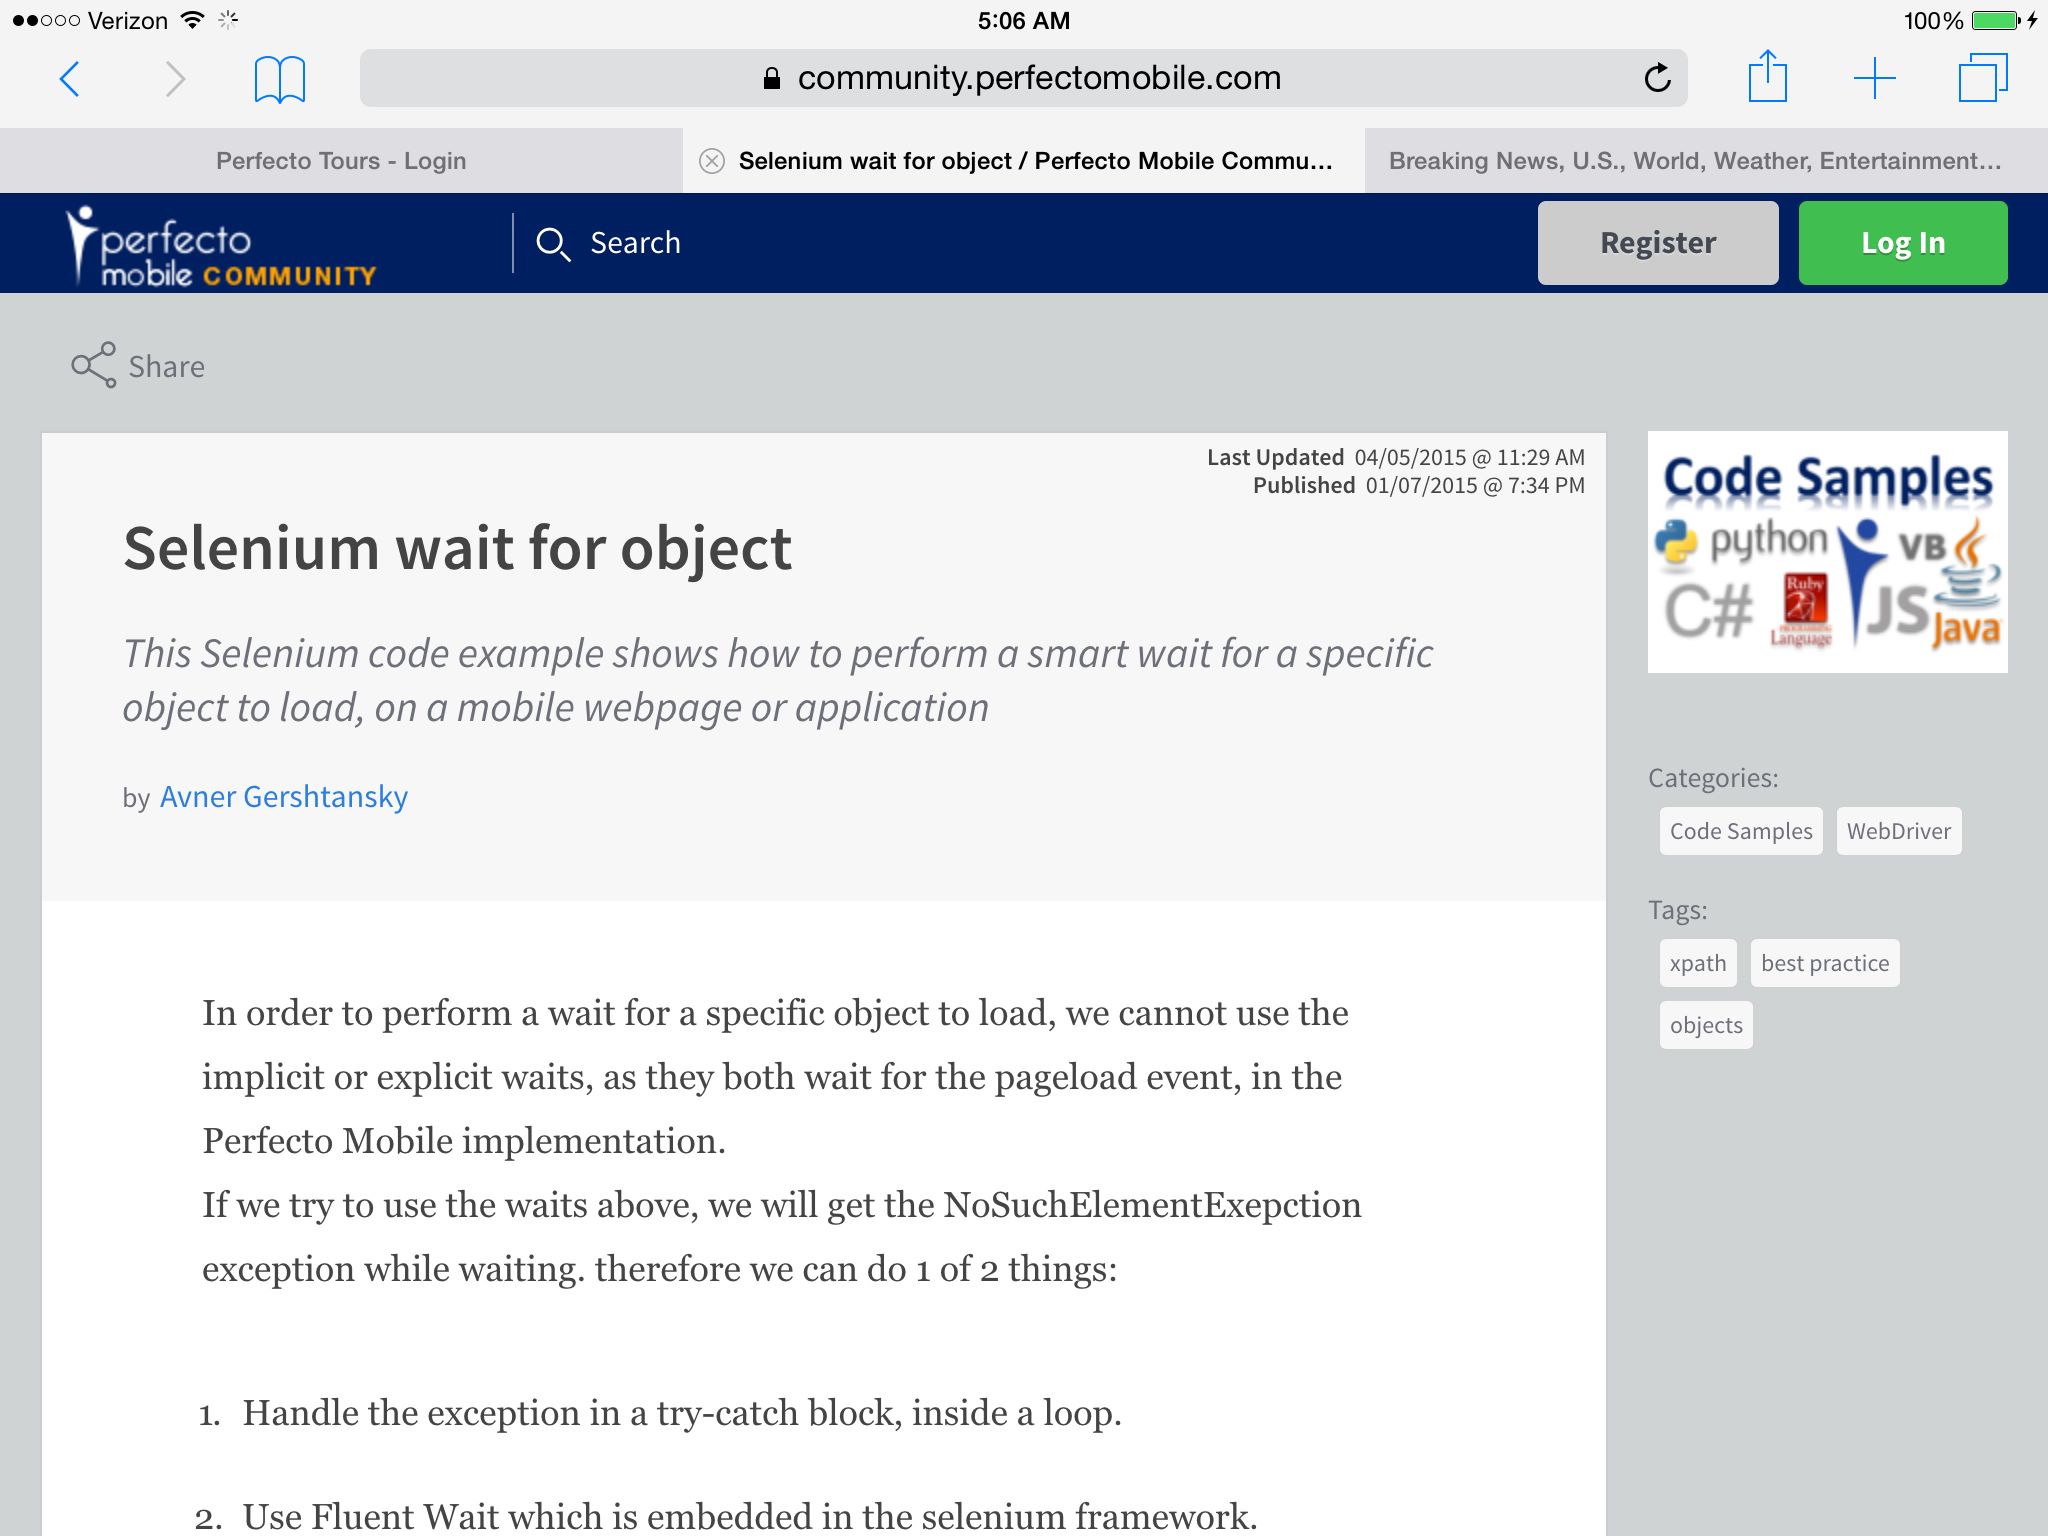 Verizon 5:06 AM 100%
community.perfectomobile.com
Perfecto Tours - Login
Selenium wait for object / Perfecto Mobile Commu...
Breaking News, U.S., World, Weather, Entertainment...
perfecto
mobile COMMUNITY
Search
Register
Log In
Share
Last Updated 04/05/2015 @ 11:29 AM
Published 01/07/2015 @ 7:34 PM
Selenium wait for object
This Selenium code example shows how to perform a smart wait for a specific
object to load, on a mobile webpage or application
by Avner Gershtansky
In order to perform a wait for a specific object to load, we cannot use the
implicit or explicit waits, as they both wait for the pageload event, in the
Perfecto Mobile implementation.
If we try to use the waits above, we will get the NoSuchElementExepction
exception while waiting. therefore we can do 1 of 2 things:
1. Handle the exception in a try-catch block, inside a loop.
2. Use Fluent Wait which is embedded in the selenium framework.
Code Samples
python VB
C# Ruby JS Java
Language
Categories:
Code Samples WebDriver
Tags:
xpath best practice
objects